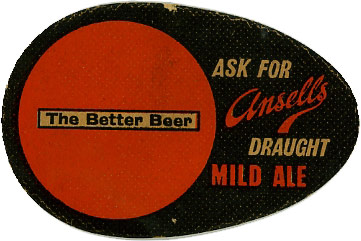 The Better Beer
ASK FOR
Ansells
DRAUGHT
MILD ALE